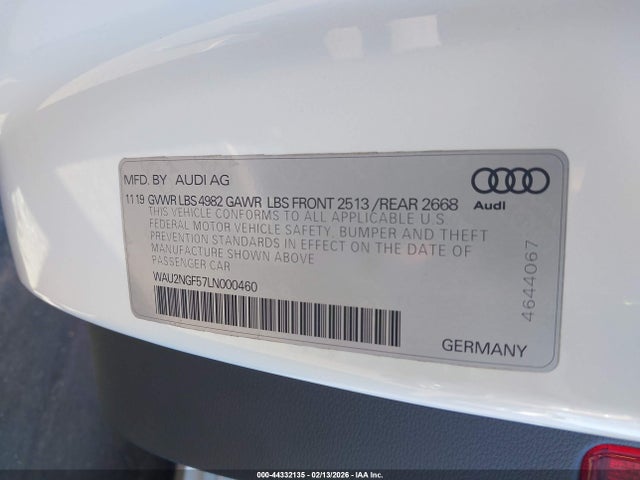 MFD. BY AUDI AG
11 19 GVWR LBS 4982 GAWR LBS FRONT 2513 /REAR 2668
THIS VEHICLE CONFORMS TO ALL APPLICABLE U S
FEDERAL MOTOR VEHICLE SAFETY, BUMPER AND THEFT
PREVENTION STANDARDS IN EFFECT ON THE DATE OF
MANUFACTURE SHOWN ABOVE
PASSENGER CAR
WAU2NGF57LN000460
Audi
4644067
GERMANY
000-44332135 - 02/13/2026 - IAA, Inc.